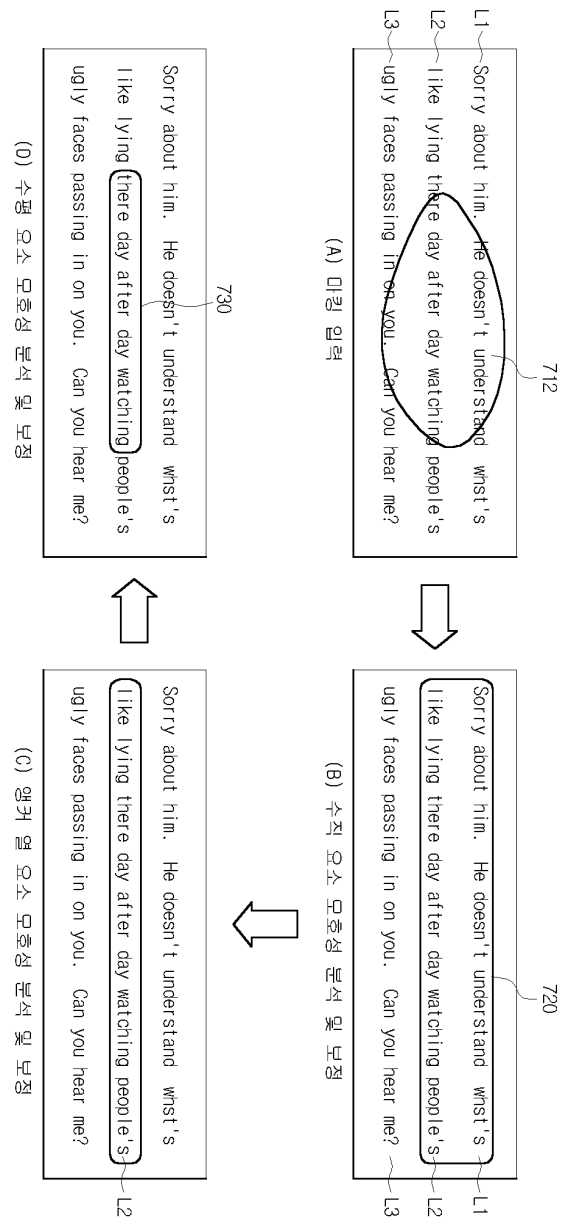 712
L1 Sorry about him. He doesn't understand whst's
L2 like lying there day after day watching people's
L3 ugly faces passing in on you. Can you hear me?
(A) 마킹 입력
720
Sorry about him. He doesn't understand whst's L1
like lying there day after day watching people's L2
ugly faces passing in on you. Can you hear me? L3
(B) 수직 요소 모호성 분석 및 보정
Sorry about him. He doesn't understand whst's
like lying there day after day watching people's L2
ugly faces passing in on you. Can you hear me?
(C) 앵커 열 요소 모호성 분석 및 보정
730
Sorry about him. He doesn't understand whst's
like lying there day after day watching people's
ugly faces passing in on you. Can you hear me?
(D) 수평 요소 모호성 분석 및 보정